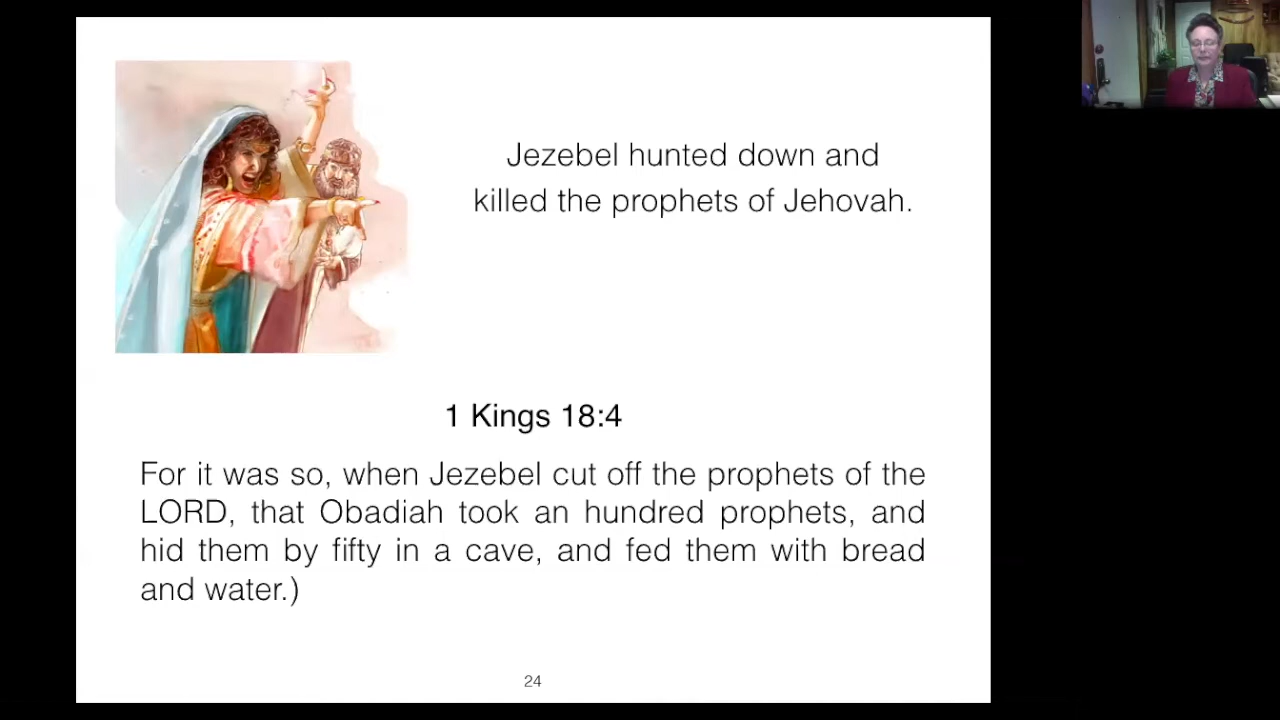 Jezebel hunted down and
killed the prophets of Jehovah.
1 Kings 18:4
For it was so, when Jezebel cut off the prophets of the
LORD, that Obadiah took an hundred prophets, and
hid them by fifty in a cave, and fed them with bread
and water.)
24